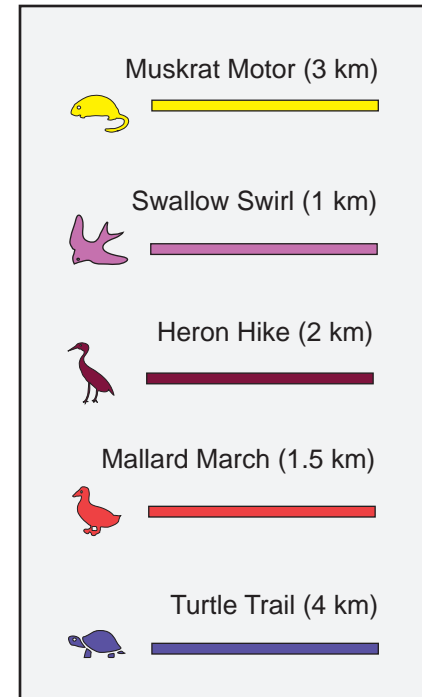 Muskrat Motor (3 km)
Swallow Swirl (1 km)
Heron Hike (2 km)
Mallard March (1.5 km)
Turtle Trail (4 km)